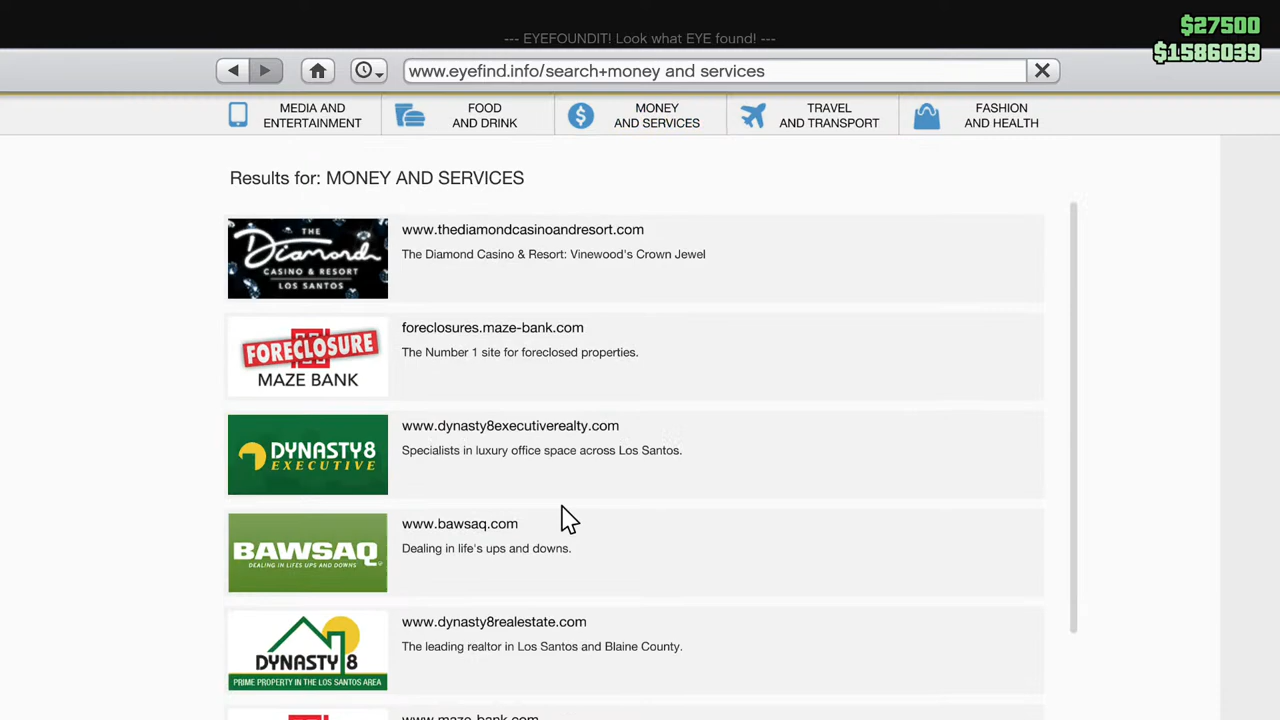 $27500
--- EYEFOUNDIT! Look what EYE found! ---
$1586039
www.eyefind.info/search+money and services
MEDIA AND
ENTERTAINMENT
FOOD
AND DRINK
MONEY
AND SERVICES
TRAVEL
AND TRANSPORT
FASHION
AND HEALTH
Results for: MONEY AND SERVICES
THE
Diamond
CASINO & RESORT
LOS SANTOS
www.thediamondcasinoandresort.com
The Diamond Casino & Resort: Vinewood's Crown Jewel
FORECLOSURE
MAZE BANK
foreclosures.maze-bank.com
The Number 1 site for foreclosed properties.
DYNASTY8
EXECUTIVE
www.dynasty8executiverealty.com
Specialists in luxury office space across Los Santos.
BAWSAQ
DEALING IN LIFES UPS AND DOWNS
www.bawsaq.com
Dealing in life's ups and downs.
DYNASTY 8
PRIME PROPERTY IN THE LOS SANTOS AREA
www.dynasty8realestate.com
The leading realtor in Los Santos and Blaine County.
www.maze-bank.com